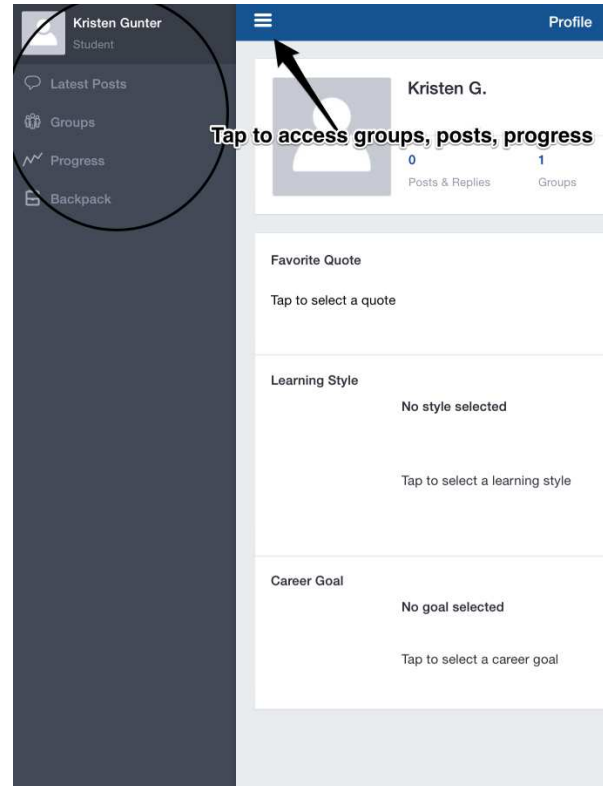 Kristen Gunter
Student
Latest Posts
Groups
Progress
Backpack
Profile
Kristen G.
Tap to access groups, posts, progress
0 1
Posts & Replies Groups
Favorite Quote
Tap to select a quote
Learning Style
No style selected
Tap to select a learning style
Career Goal
No goal selected
Tap to select a career goal